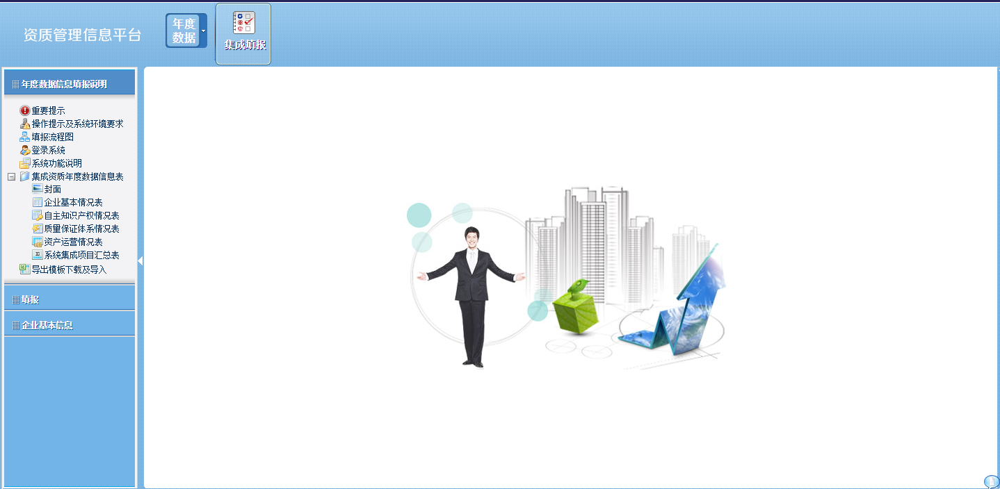 资质管理信息平台
年度
数据
集成填报
年度数据信息填报说明
重要提示
操作提示及系统环境要求
填报流程图
登录系统
系统功能说明
集成资质年度数据信息表
封面
企业基本情况表
自主知识产权情况表
质量保证体系情况表
资产运营情况表
系统集成项目汇总表
导出模板下载及导入
填报
企业基本信息